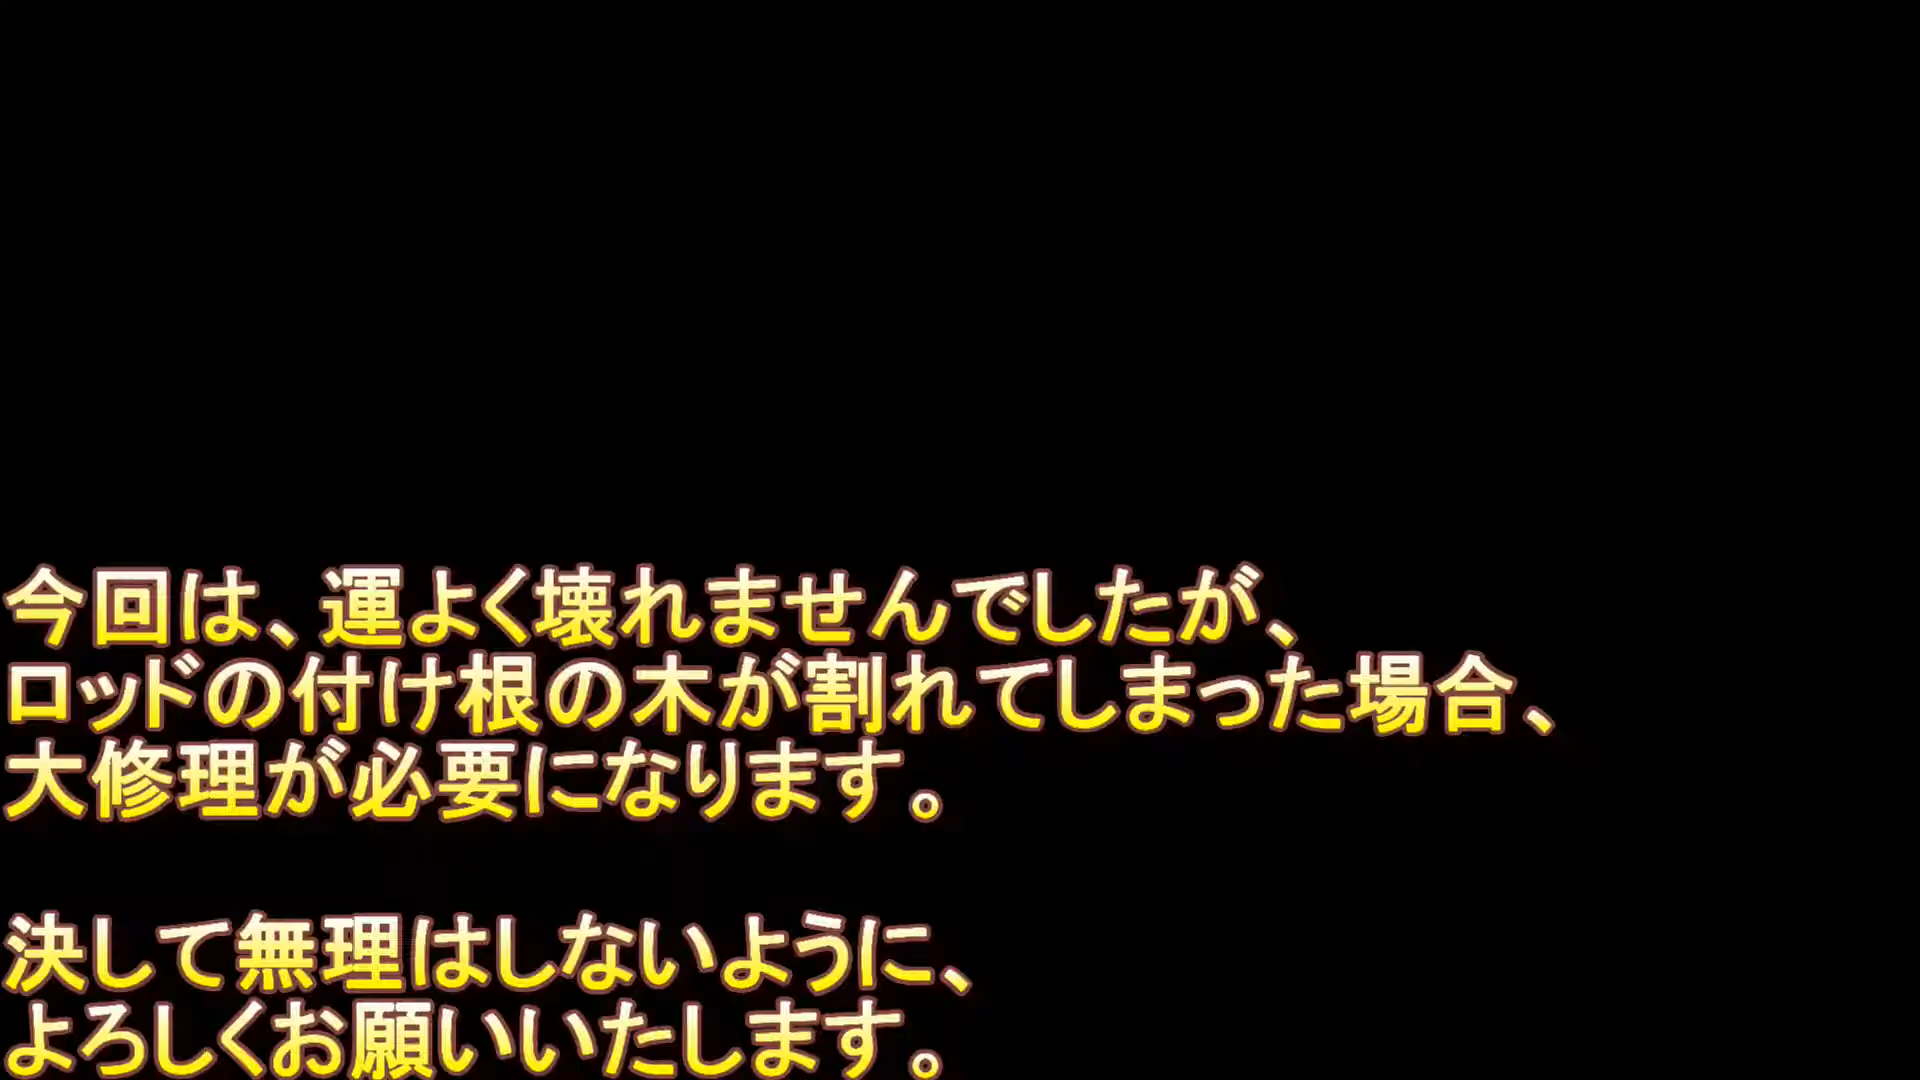 今回は、運よく壊れませんでしたが、
ロッドの付け根の木が割れてしまった場合、
大修理が必要になります。
決して無理はしないように、
よろしくお願いいたします。